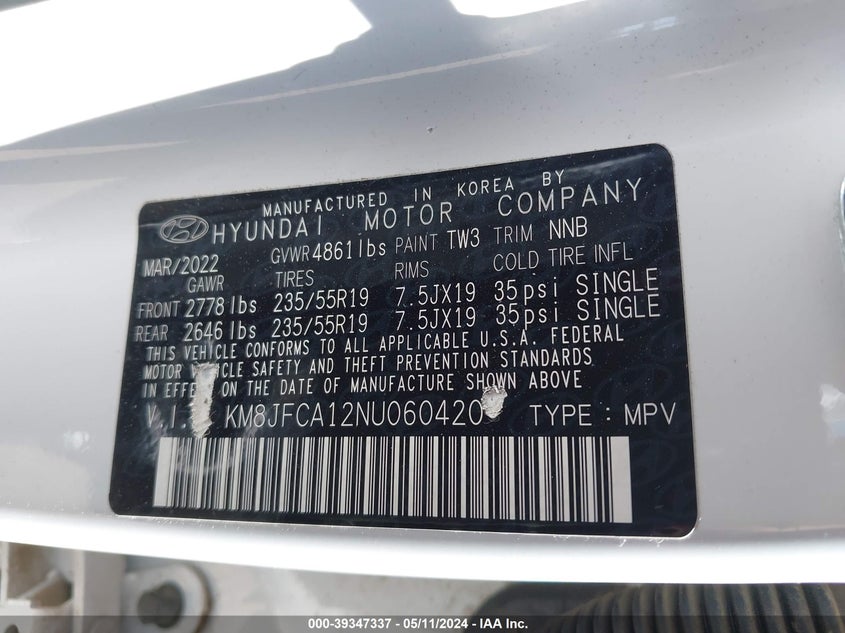 MANUFACTURED IN KOREA BY
HYUNDAI MOTOR COMPANY
MAR/2022 GVWR 4861lbs PAINT TW3 TRIM NNB
GAWR TIRES RIMS COLD TIRE INFL
FRONT 2778 lbs 235/55R19 7.5JX19 35psi SINGLE
REAR 2646 lbs 235/55R19 7.5JX19 35psi SINGLE
THIS VEHICLE CONFORMS TO ALL APPLICABLE U.S.A. FEDERAL
MOTOR VEHICLE SAFETY AND THEFT PREVENTION STANDARDS
IN EFFECT ON THE DATE OF MANUFACTURE SHOWN ABOVE
V.I. KM8JFCA12NU060420 TYPE : MPV
000-39347337 - 05/11/2024 - IAA Inc.